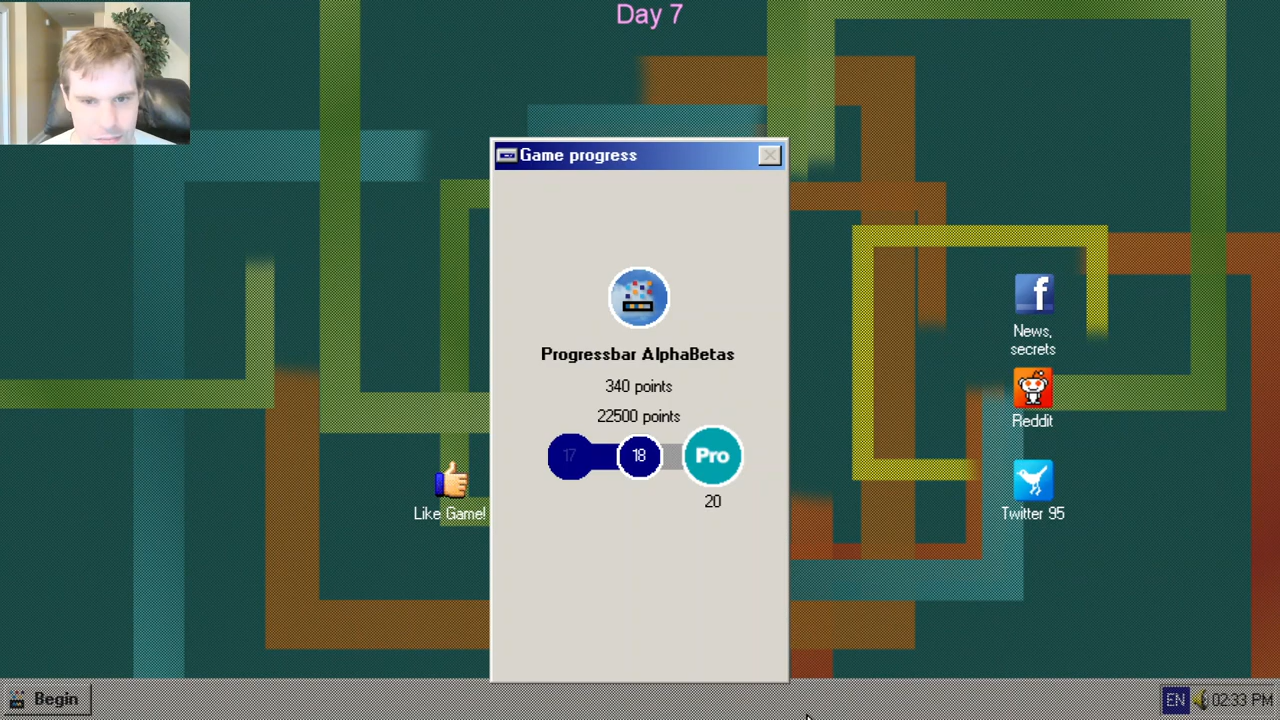 Day 7
Game progress
Progressbar AlphaBetas
340 points
22500 points
17
18
Pro
20
News,
secrets
Reddit
Like Game!
Twitter 95
Begin
EN
02:33 PM